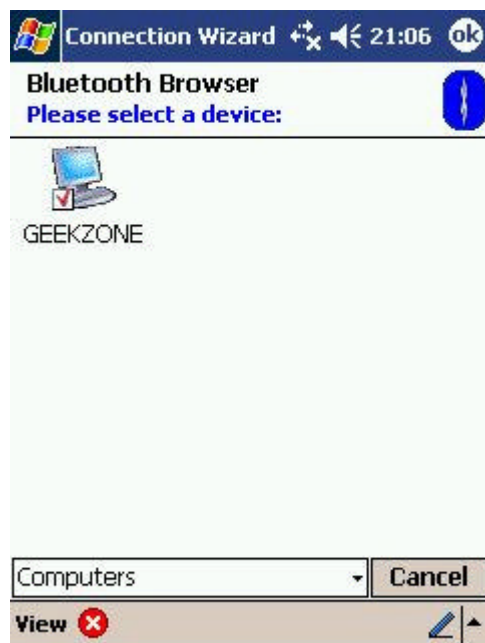 Connection Wizard 21:06 ok
Bluetooth Browser
Please select a device:
GEEKZONE
Computers Cancel
View